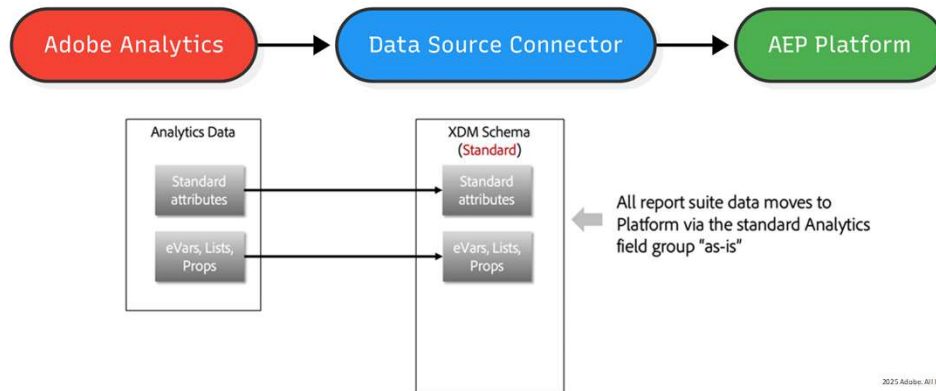 Adobe Analytics
Data Source Connector
AEP Platform
Analytics Data
Standard
attributes
eVars, Lists,
Props
XDM Schema
(Standard)
Standard
attributes
eVars, Lists,
Props
All report suite data moves to
Platform via the standard Analytics
field group "as-is"
2025 Adobe. All